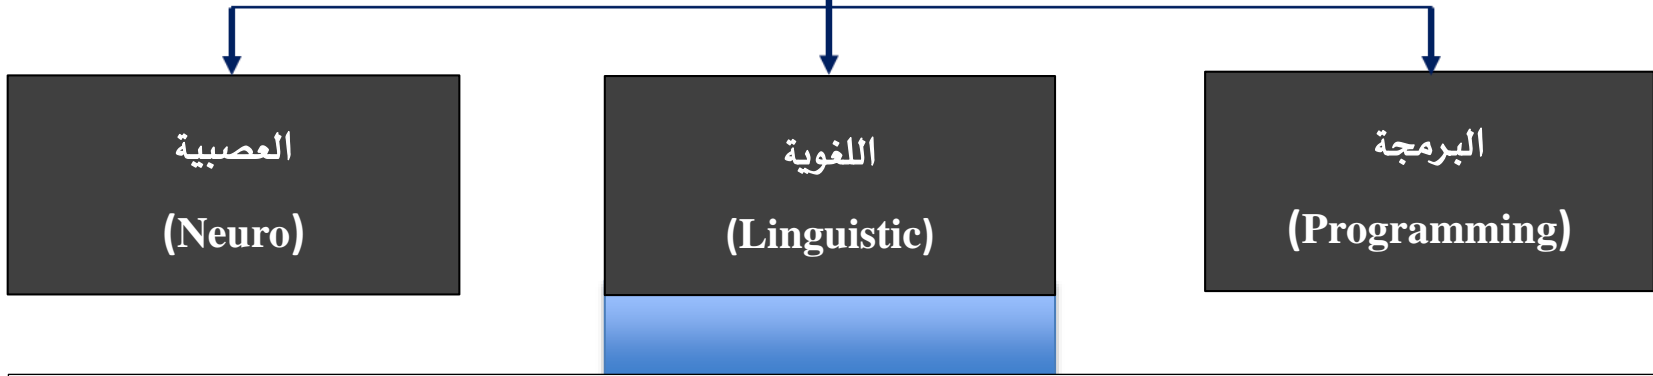 البرمجة
(Programming)
اللغوية
(Linguistic)
العصبية
(Neuro)